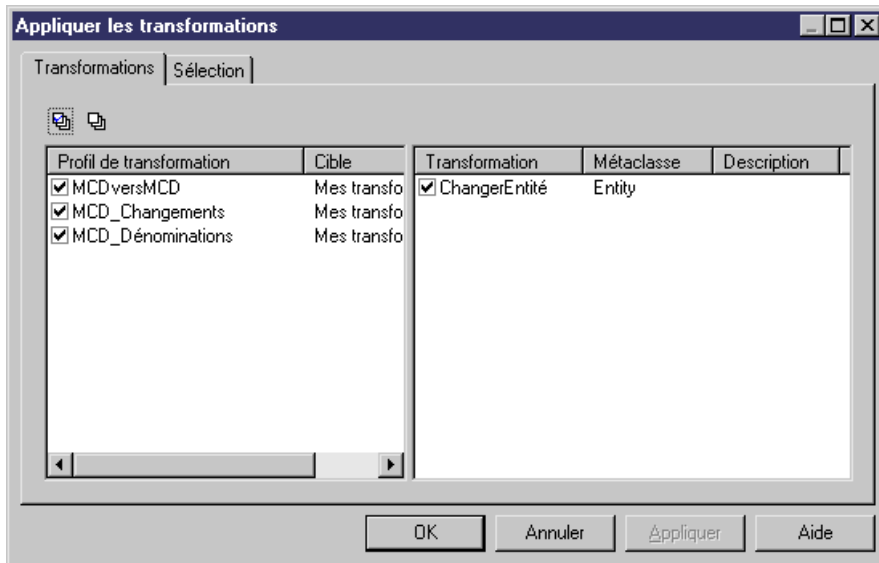 Appliquer les transformations
Transformations Sélection
Profil de transformation Cible Transformation Métaclasse Description
MCDversMCD Mes transfo ChangerEntité Entity
MCD_Changements Mes transfo
MCD_Dénominations Mes transfo
OK Annuler Appliquer Aide